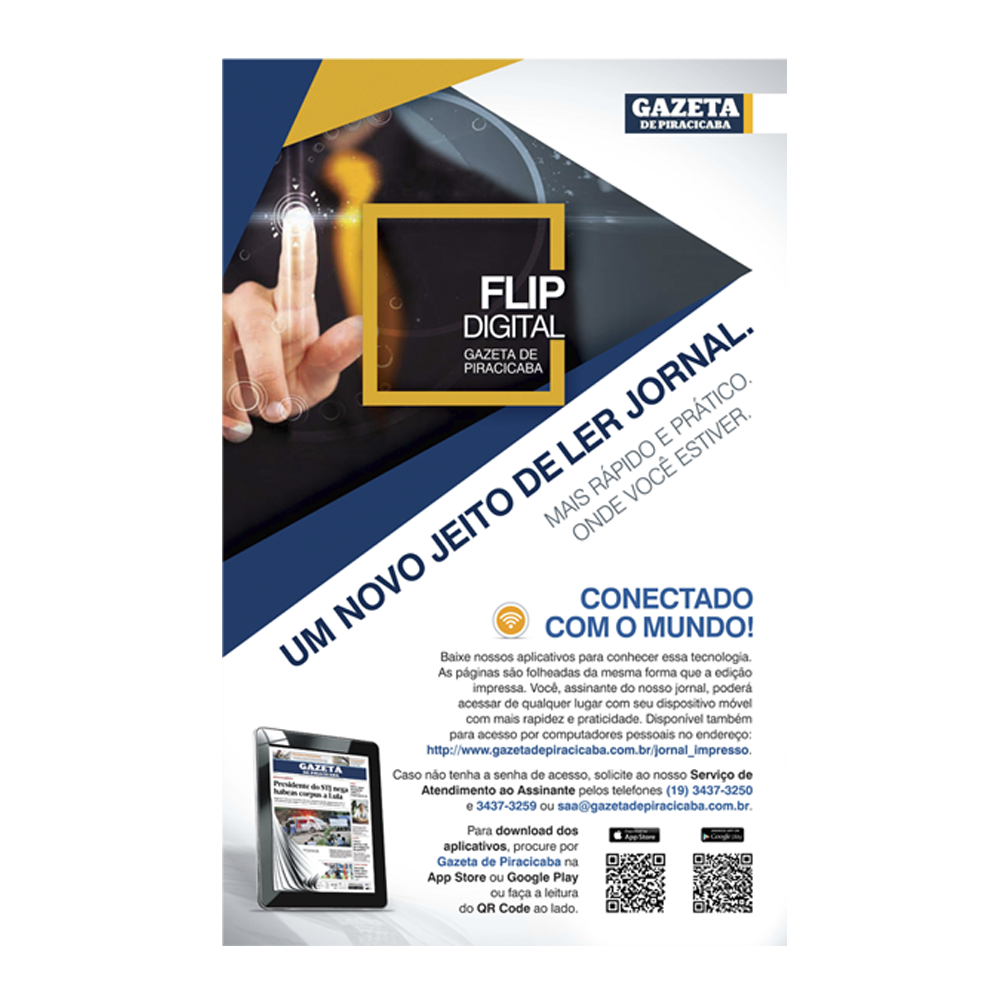 GAZETA
DE PIRACICABA
FLIP
DIGITAL
GAZETA DE
PIRACICABA
UM NOVO JEITO DE LER JORNAL.
MAIS RÁPIDO E PRÁTICO.
ONDE VOCÊ ESTIVER.
CONECTADO
COM O MUNDO!
Baixe nossos aplicativos para conhecer essa tecnologia.
As páginas são folheadas da mesma forma que a edição
impressa. Você, assinante do nosso jornal, poderá
acessar de qualquer lugar com seu dispositivo móvel
com mais rapidez e praticidade. Disponível também
para acesso por computadores pessoais no endereço:
http://www.gazetadepiracicaba.com.br/jornal_impresso.
Caso não tenha a senha de acesso, solicite ao nosso Serviço de
Atendimento ao Assinante pelos telefones (19) 3437-3250
e 3437-3259 ou saa@gazetadepiracicaba.com.br.
GAZETA
DE PIRACICABA
Presidente do STJ nega
habeas corpus a Lula
Para download dos
aplicativos, procure por
Gazeta de Piracicaba na
App Store ou Google Play
ou faça a leitura
do QR Code ao lado.
App Store
Google play